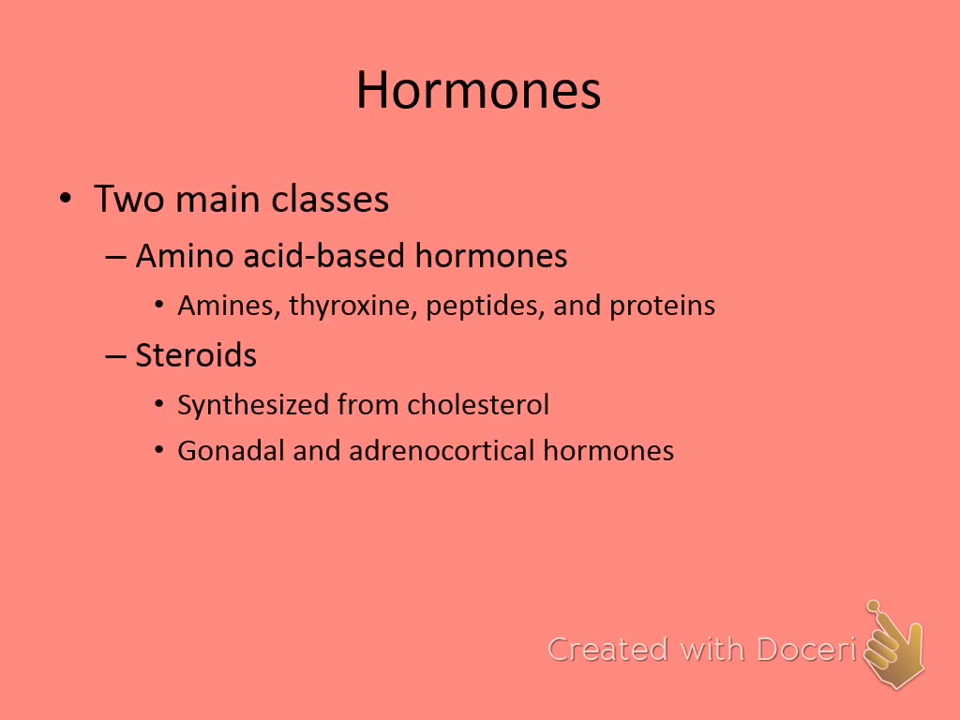 Hormones
• Two main classes
– Amino acid-based hormones
• Amines, thyroxine, peptides, and proteins
– Steroids
• Synthesized from cholesterol
• Gonadal and adrenocortical hormones
Created with Doceri